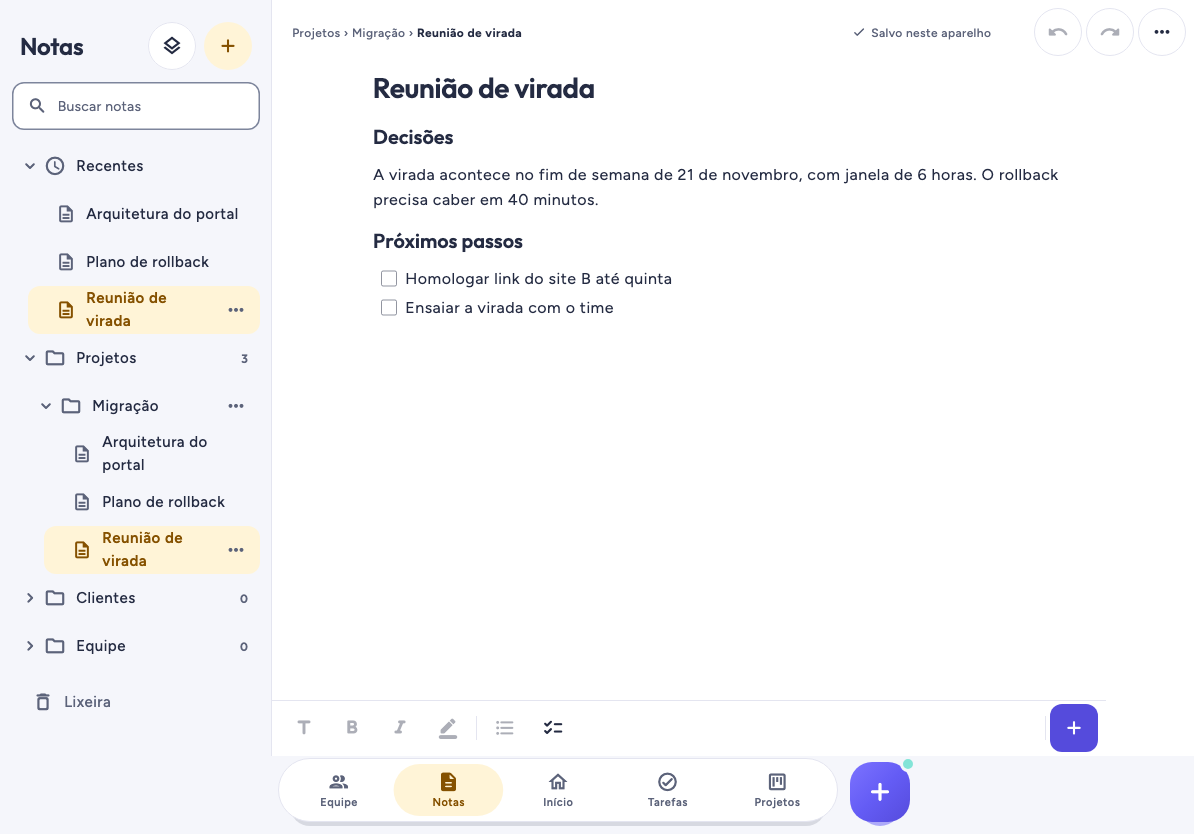 Notas
Buscar notas
Recentes
Arquitetura do portal
Plano de rollback
Reunião de
virada
Projetos 3
Migração
Arquitetura do
portal
Plano de rollback
Reunião de
virada
Clientes 0
Equipe 0
Lixeira
Projetos › Migração › Reunião de virada
Salvo neste aparelho
Reunião de virada
Decisões
A virada acontece no fim de semana de 21 de novembro, com janela de 6 horas. O rollback
precisa caber em 40 minutos.
Próximos passos
Homologar link do site B até quinta
Ensaiar a virada com o time
Equipe
Notas
Início
Tarefas
Projetos